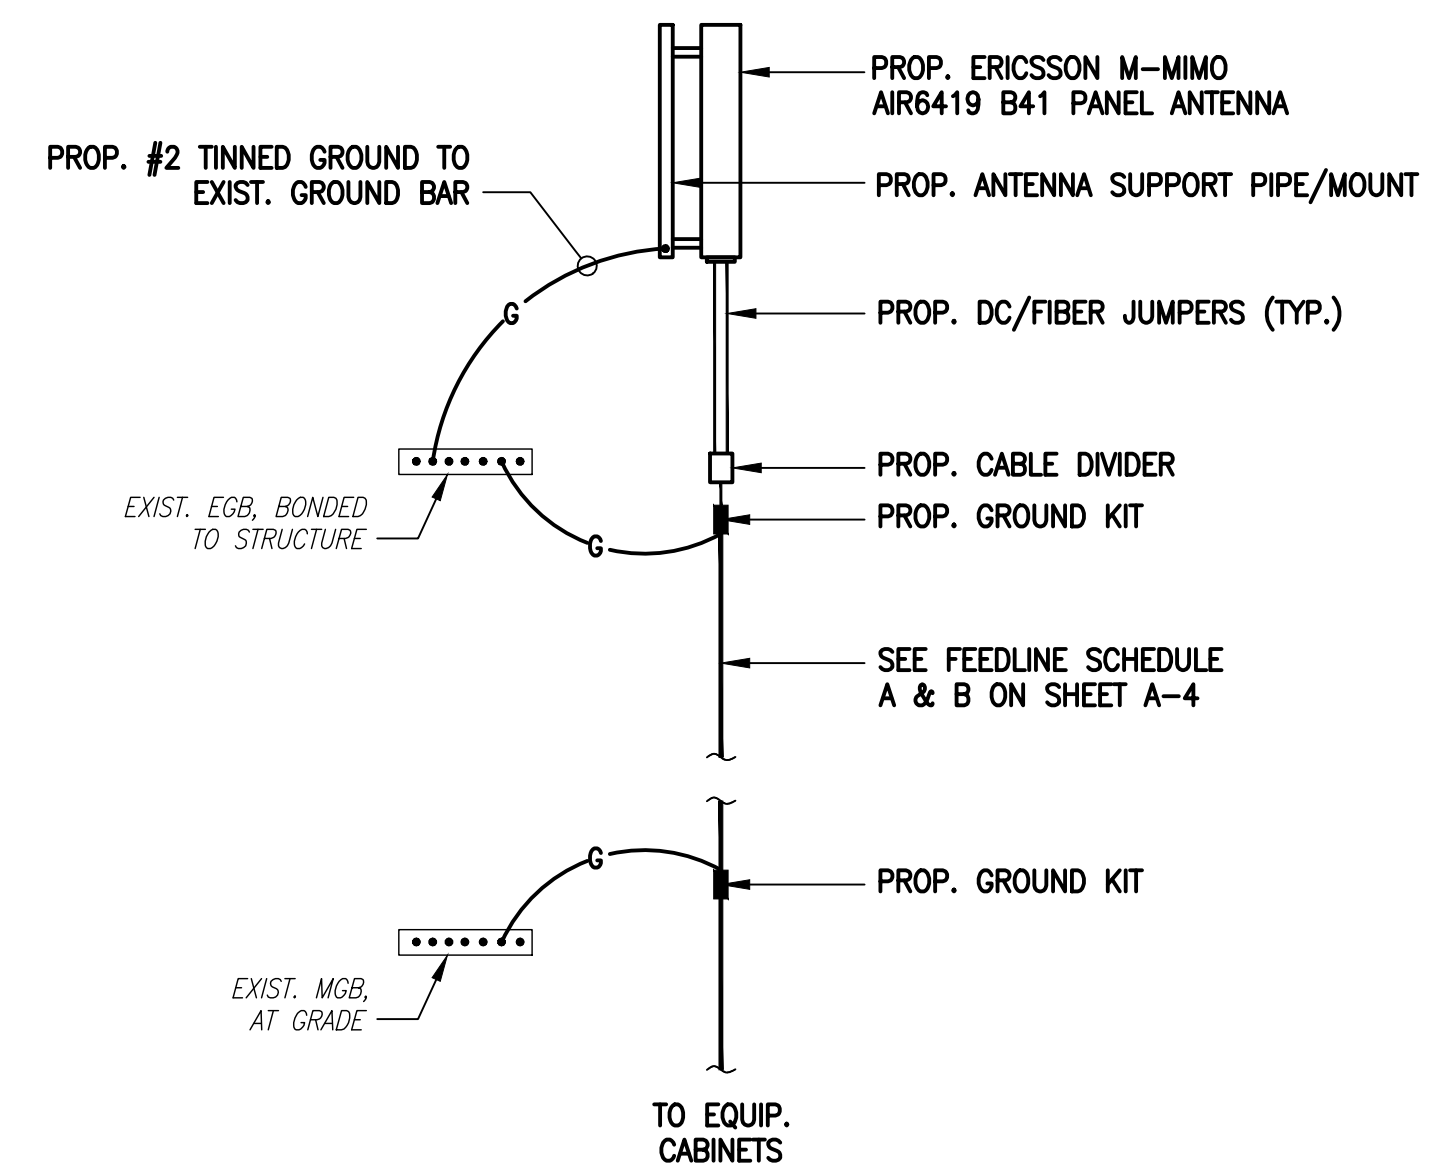 PROP. ERICSSON M-MIMO
AIR6419 B41 PANEL ANTENNA
PROP. #2 TINNED GROUND TO
EXIST. GROUND BAR
PROP. ANTENNA SUPPORT PIPE/MOUNT
G
PROP. DC/FIBER JUMPERS (TYP.)
PROP. CABLE DIVIDER
EXIST. EGB, BONDED
TO STRUCTURE
PROP. GROUND KIT
G
SEE FEEDLINE SCHEDULE
A & B ON SHEET A-4
G
PROP. GROUND KIT
EXIST. MGB,
AT GRADE
TO EQUIP.
CABINETS